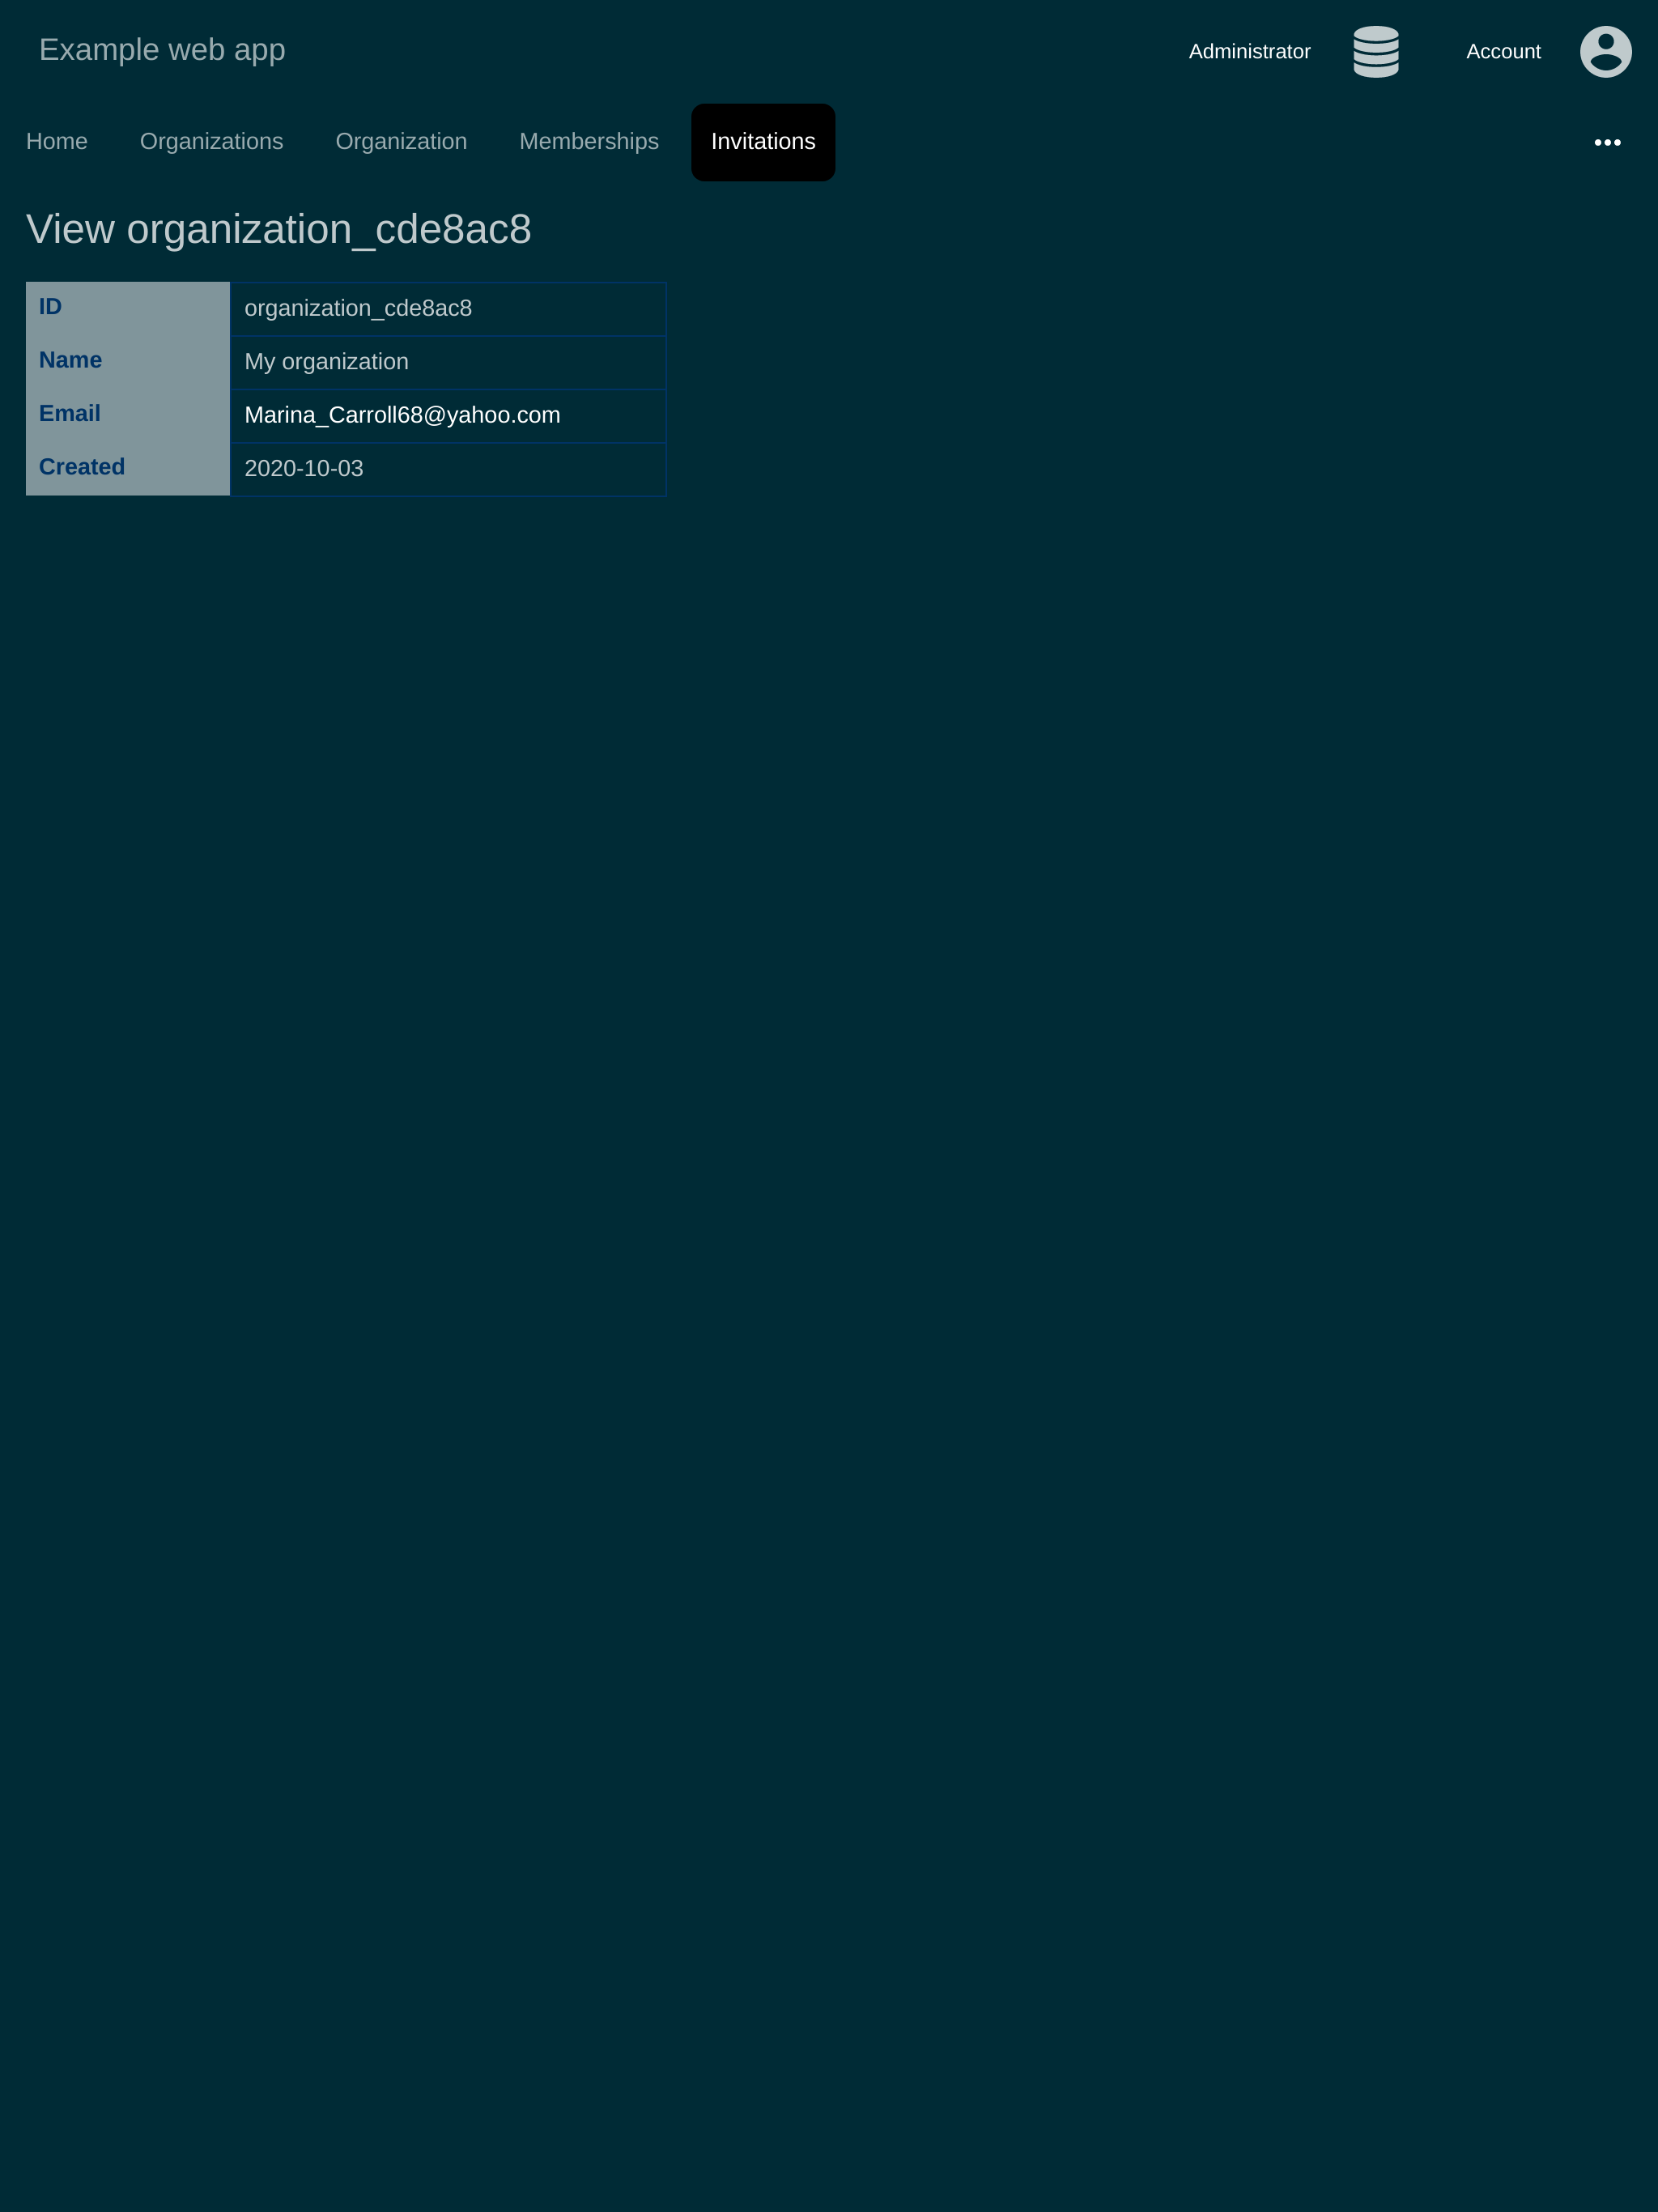 Example web app
Administrator
Account
Home Organizations Organization Memberships Invitations
View organization_cde8ac8
ID organization_cde8ac8
Name My organization
Email Marina_Carroll68@yahoo.com
Created 2020-10-03